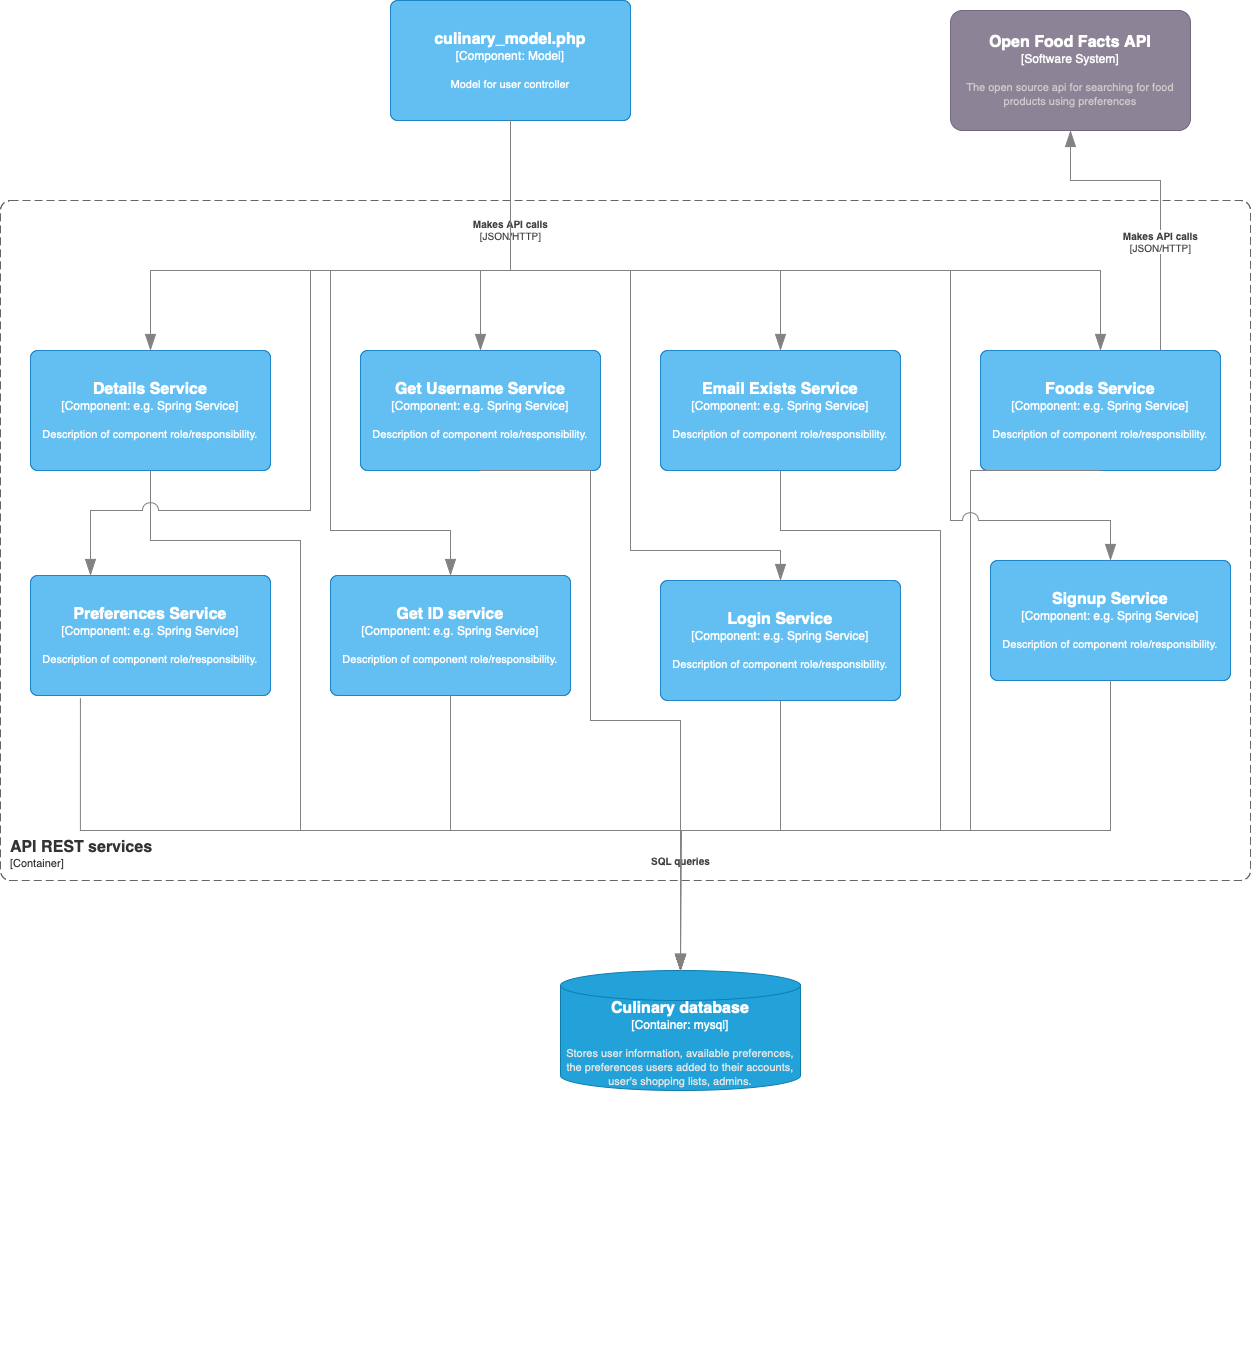 culinary_model.php
[Component: Model]
Model for user controller
Open Food Facts API
[Software System]
The open source api for searching for food
products using preferences
Makes API calls
[JSON/HTTP]
Makes API calls
[JSON/HTTP]
Details Service
[Component: e.g. Spring Service]
Description of component role/responsibility.
Get Username Service
[Component: e.g. Spring Service]
Description of component role/responsibility.
Email Exists Service
[Component: e.g. Spring Service]
Description of component role/responsibility.
Foods Service
[Component: e.g. Spring Service]
Description of component role/responsibility.
Preferences Service
[Component: e.g. Spring Service]
Description of component role/responsibility.
Get ID service
[Component: e.g. Spring Service]
Description of component role/responsibility.
Login Service
[Component: e.g. Spring Service]
Description of component role/responsibility.
Signup Service
[Component: e.g. Spring Service]
Description of component role/responsibility.
API REST services
[Container]
SQL queries
Culinary database
[Container: mysql]
Stores user information, available preferences,
the preferences users added to their accounts,
user's shopping lists, admins.